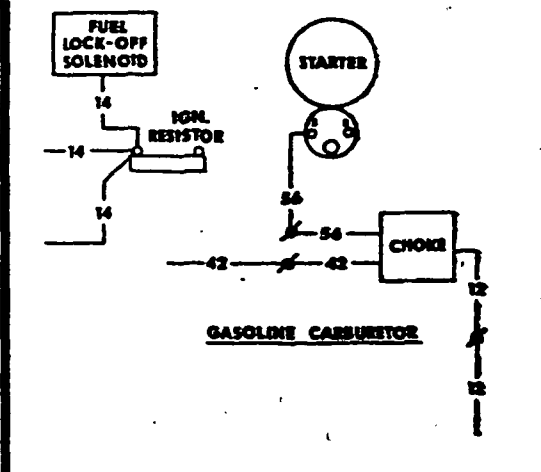 FUEL
LOCK-OFF
SOLENOID
14
IGN.
RESISTOR
14
14
STARTER
S
R
56
56
42
42
CHOKE
12
12
GASOLINE CARBURETOR